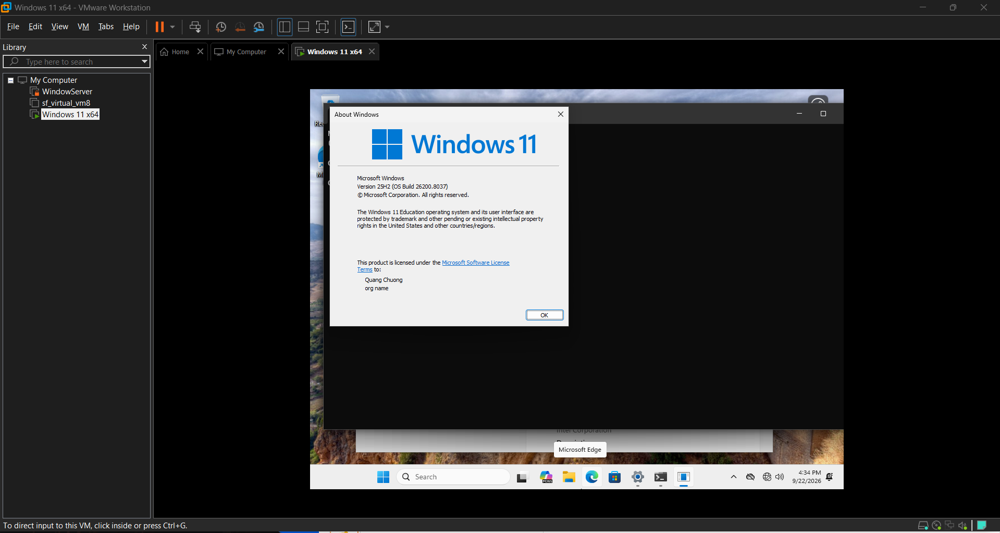 Windows 11 x64 - VMware Workstation
File Edit View VM Tabs Help
Library
Type here to search
My Computer
WindowServer
sf_virtual_vm8
Windows 11 x64
Home
My Computer
Windows 11 x64
About Windows
Windows 11
Microsoft Windows
Version 25H2 (OS Build 26200.8037)
© Microsoft Corporation. All rights reserved.
The Windows 11 Education operating system and its user interface are
protected by trademark and other pending or existing intellectual property
rights in the United States and other countries/regions.
This product is licensed under the Microsoft Software License
Terms to:
Quang Chuong
org name
OK
Intel Corporation
Microsoft Edge
Search
M365
4:34 PM
9/22/2026
To direct input to this VM, click inside or press Ctrl+G.